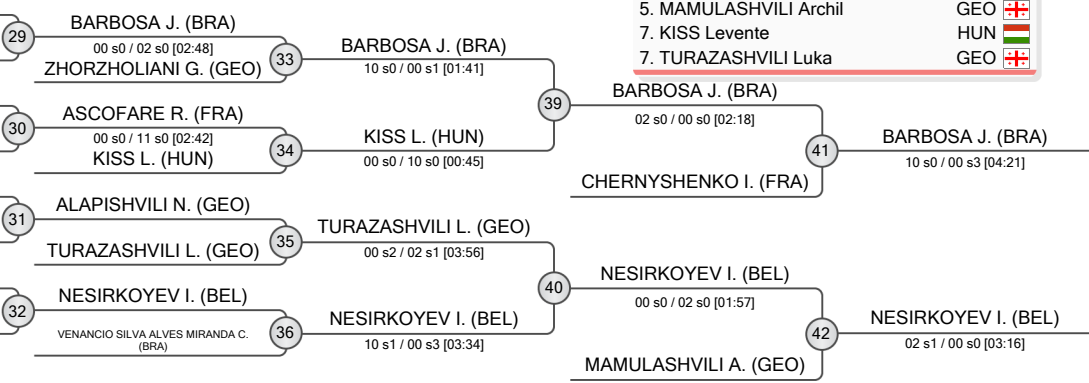 5. MAMULASHVILI Archil GEO
7. KISS Levente HUN
7. TURAZASHVILI Luka GEO
29
BARBOSA J. (BRA)
00 s0 / 02 s0 [02:48]
ZHORZHOLIANI G. (GEO)
33
BARBOSA J. (BRA)
10 s0 / 00 s1 [01:41]
30
ASCOFARE R. (FRA)
00 s0 / 11 s0 [02:42]
KISS L. (HUN)
34
KISS L. (HUN)
00 s0 / 10 s0 [00:45]
39
BARBOSA J. (BRA)
02 s0 / 00 s0 [02:18]
CHERNYSHENKO I. (FRA)
41
BARBOSA J. (BRA)
10 s0 / 00 s3 [04:21]
31
ALAPISHVILI N. (GEO)
TURAZASHVILI L. (GEO)
35
TURAZASHVILI L. (GEO)
00 s2 / 02 s1 [03:56]
32
NESIRKOYEV I. (BEL)
VENANCIO SILVA ALVES MIRANDA C.
(BRA)
36
NESIRKOYEV I. (BEL)
10 s1 / 00 s3 [03:34]
40
NESIRKOYEV I. (BEL)
00 s0 / 02 s0 [01:57]
MAMULASHVILI A. (GEO)
42
NESIRKOYEV I. (BEL)
02 s1 / 00 s0 [03:16]